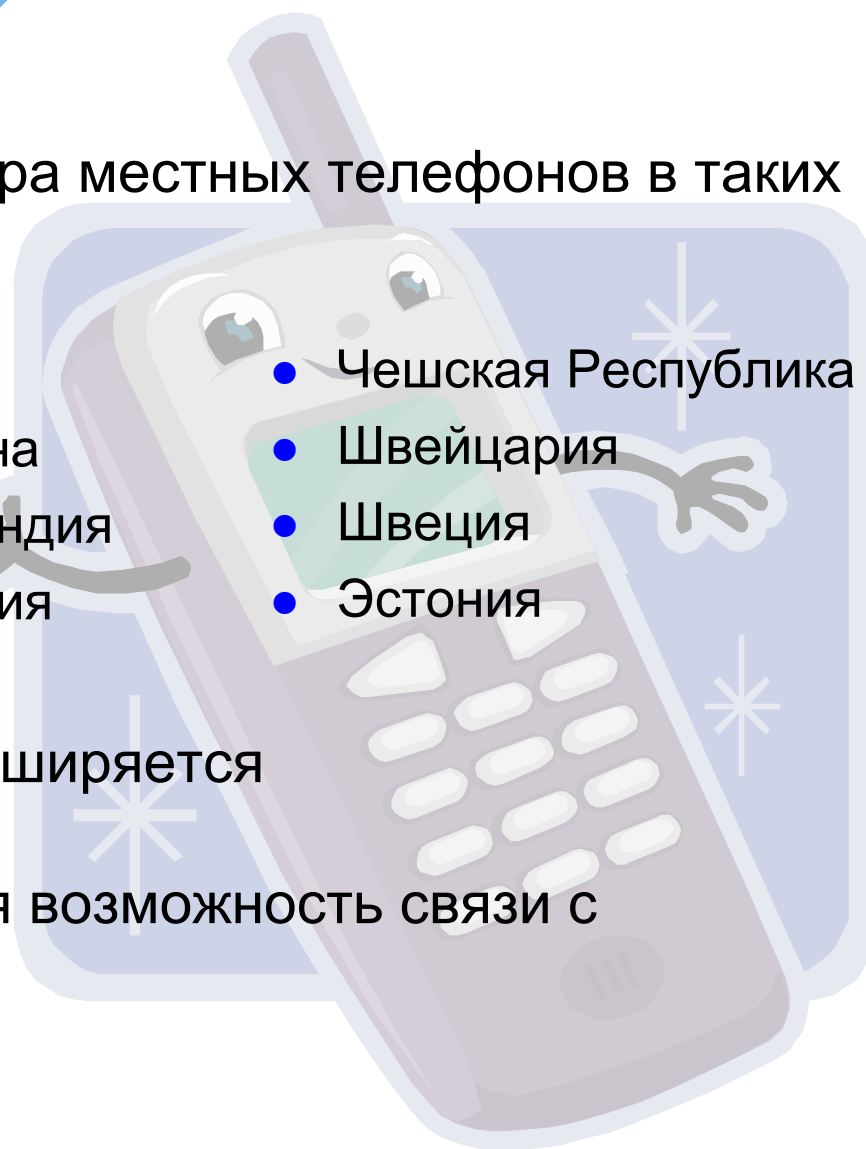 ра местных телефонов в таких
Чешская Республика
на Швейцария
ндия Швеция
ия Эстония
ширяется
я возможность связи с